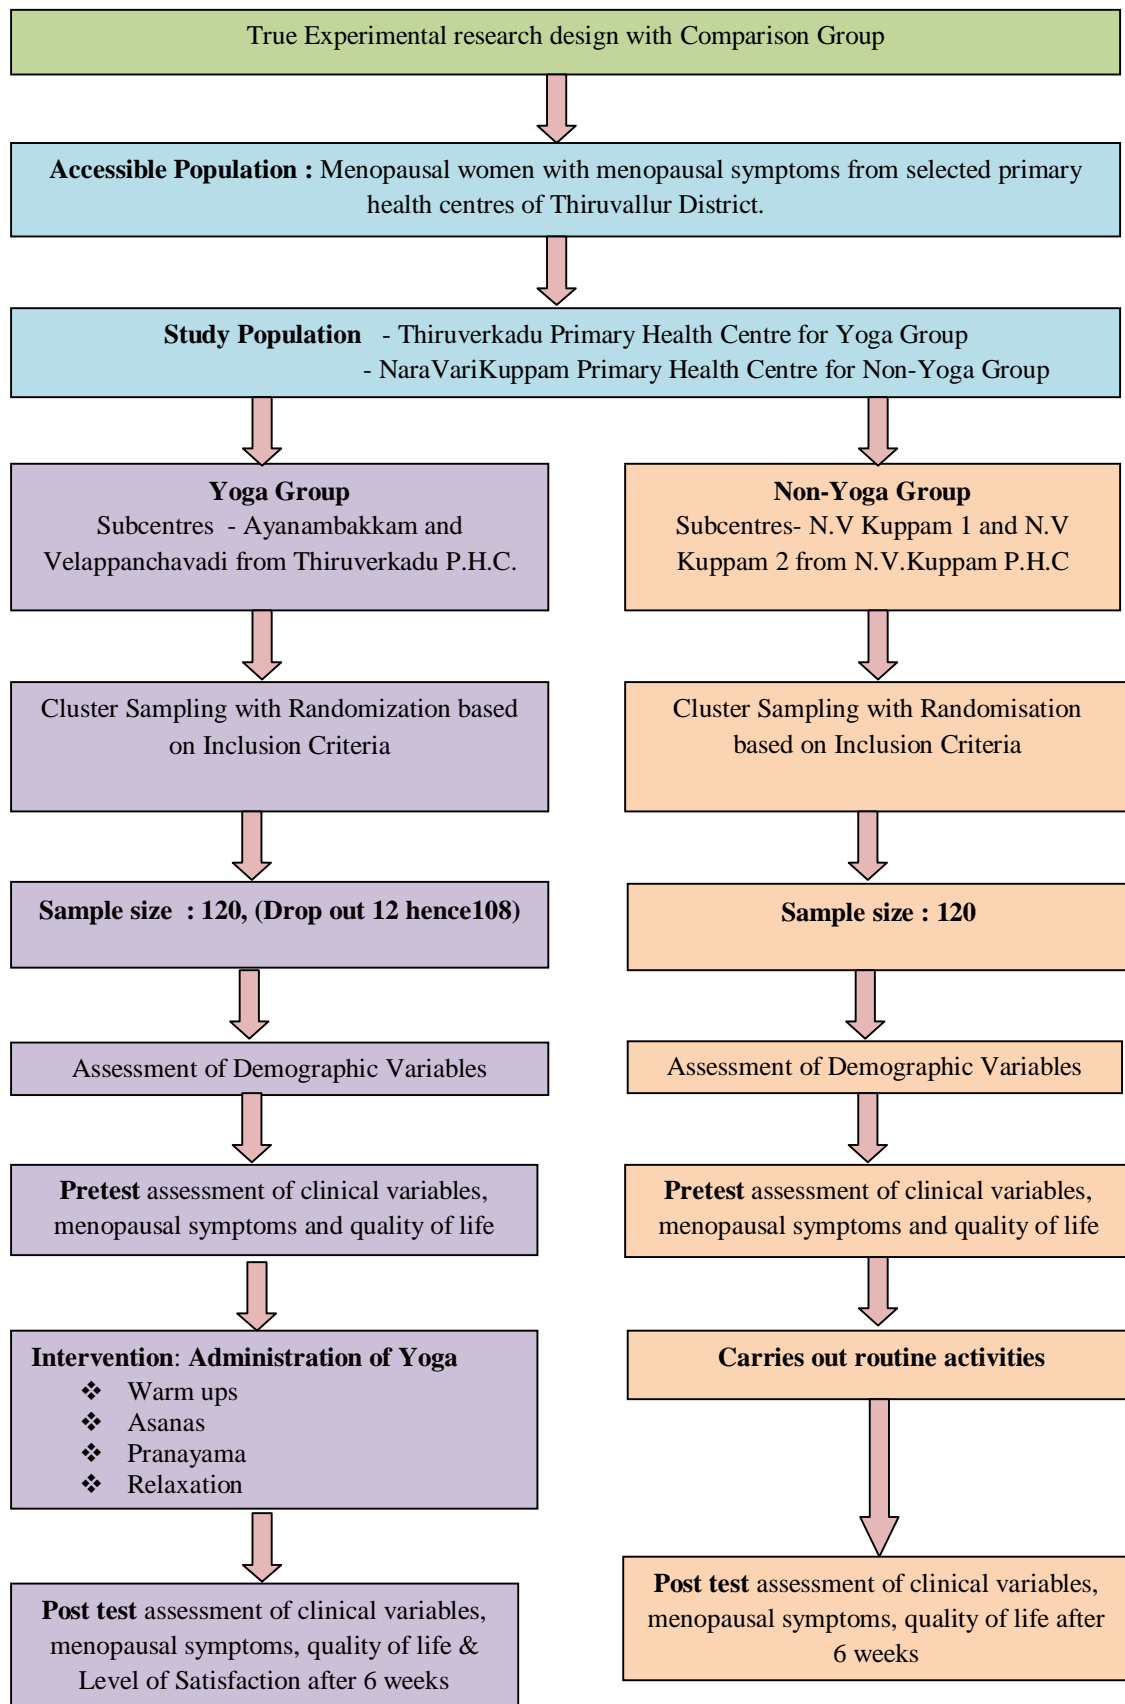 True Experimental research design with Comparison Group
Accessible Population : Menopausal women with menopausal symptoms from selected primary
health centres of Thiruvallur District.
Study Population - Thiruverkadu Primary Health Centre for Yoga Group
- NaraVariKuppam Primary Health Centre for Non-Yoga Group
Yoga Group
Subcentres - Ayanambakkam and
Velappanchavadi from Thiruverkadu P.H.C.
Non-Yoga Group
Subcentres- N.V Kuppam 1 and N.V
Kuppam 2 from N.V.Kuppam P.H.C
Cluster Sampling with Randomization based
on Inclusion Criteria
Cluster Sampling with Randomisation
based on Inclusion Criteria
Sample size : 120, (Drop out 12 hence108)
Sample size : 120
Assessment of Demographic Variables
Assessment of Demographic Variables
Pretest assessment of clinical variables,
menopausal symptoms and quality of life
Pretest assessment of clinical variables,
menopausal symptoms and quality of life
Intervention: Administration of Yoga
❖ Warm ups
❖ Asanas
❖ Pranayama
❖ Relaxation
Carries out routine activities
Post test assessment of clinical variables,
menopausal symptoms, quality of life &
Level of Satisfaction after 6 weeks
Post test assessment of clinical variables,
menopausal symptoms, quality of life after
6 weeks